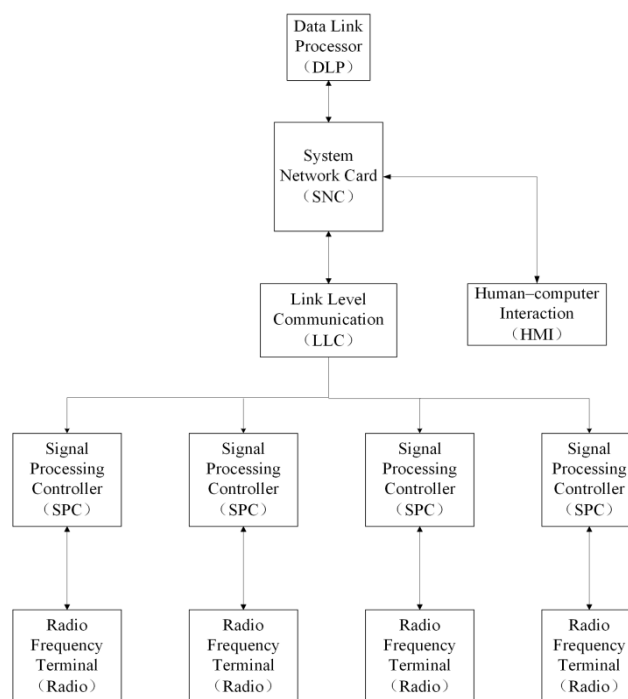 Data Link
Processor
（DLP）
System
Network Card
（SNC）
Link Level
Communication
（LLC）
Human–computer
Interaction
（HMI）
Signal
Processing
Controller
（SPC）
Signal
Processing
Controller
（SPC）
Signal
Processing
Controller
（SPC）
Signal
Processing
Controller
（SPC）
Radio
Frequency
Terminal
（Radio）
Radio
Frequency
Terminal
（Radio）
Radio
Frequency
Terminal
（Radio）
Radio
Frequency
Terminal
（Radio）